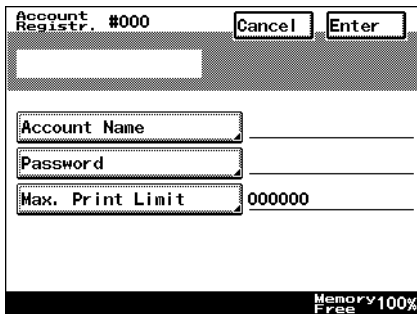 Account Registr. #000 Cancel Enter
Account Name
Password
Max. Print Limit 000000
Memory Free 100%